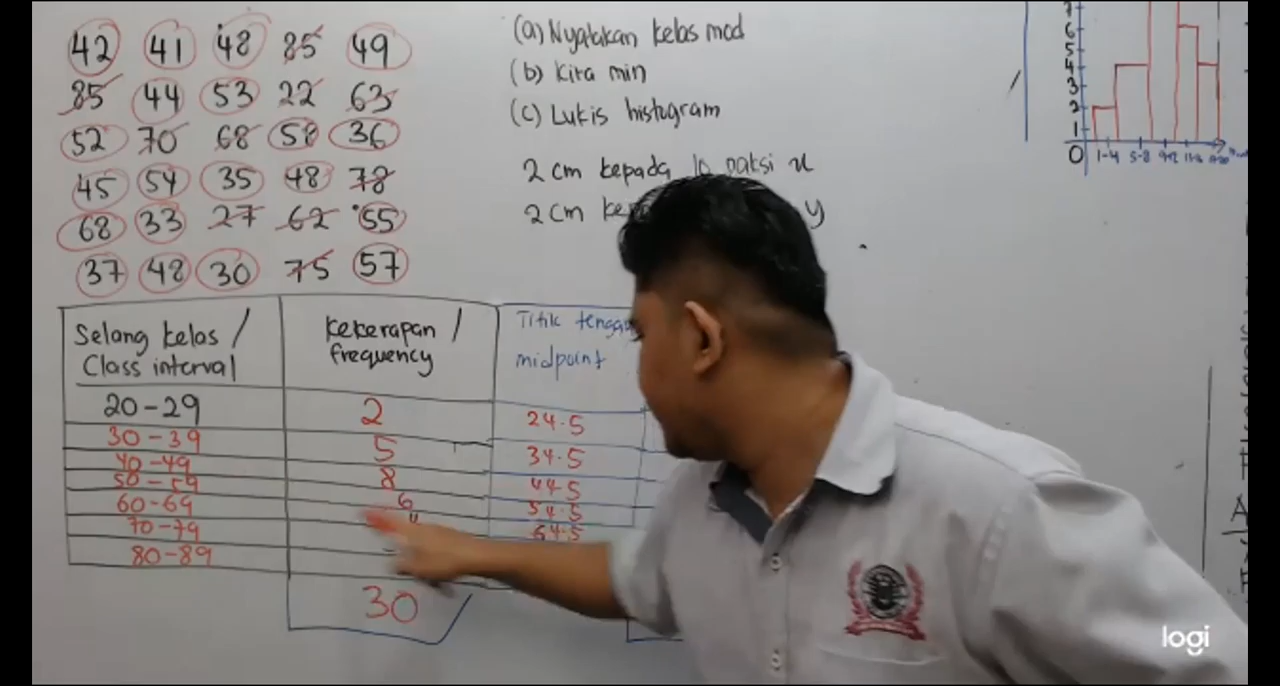 42 41 48 85 49
85 44 53 22 63
52 70 68 58 36
45 54 35 48 78
68 33 27 62 55
37 48 30 75 57
(a) Nyatakan kelas mod
(b) Kira min
(c) Lukis histogram
2 cm kepada 10 paksi x
2 cm y
7
6
5
4
3
2
1
0 1-4 5-8 9-12
Selang kelas / Class interval
Kekerapan / frequency
Titik midpoint
20-29 2 24.5
30-39 5 34.5
40-49 8 44.5
50-59 6 54.5
60-69 4 64.5
70-79
80-89
30
logi